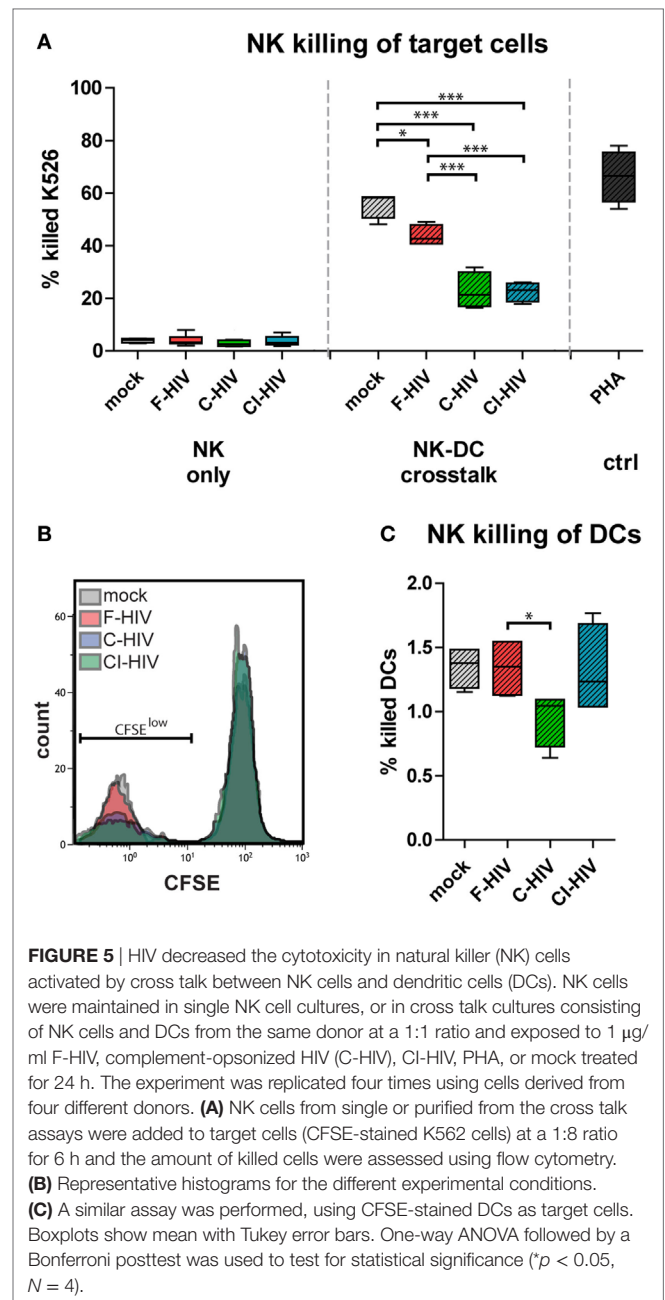 A
NK killing of target cells
% killed K526
100
80
60
40
20
0
***
***
*
***
***
mock
F-HIV
C-HIV
CI-HIV
mock
F-HIV
C-HIV
CI-HIV
PHA
NK
only
NK-DC
crosstalk
ctrl
B
mock
F-HIV
C-HIV
CI-HIV
count
60
40
20
0
CFSE^low
10^0
10^1
10^2
10^3
CFSE
C
NK killing of DCs
% killed DCs
2.0
1.5
1.0
0.5
0.0
*
mock
F-HIV
C-HIV
CI-HIV
FIGURE 5 | HIV decreased the cytotoxicity in natural killer (NK) cells
activated by cross talk between NK cells and dendritic cells (DCs). NK cells
were maintained in single NK cell cultures, or in cross talk cultures consisting
of NK cells and DCs from the same donor at a 1:1 ratio and exposed to 1 μg/
ml F-HIV, complement-opsonized HIV (C-HIV), CI-HIV, PHA, or mock treated
for 24 h. The experiment was replicated four times using cells derived from
four different donors. (A) NK cells from single or purified from the cross talk
assays were added to target cells (CFSE-stained K562 cells) at a 1:8 ratio
for 6 h and the amount of killed cells were assessed using flow cytometry.
(B) Representative histograms for the different experimental conditions.
(C) A similar assay was performed, using CFSE-stained DCs as target cells.
Boxplots show mean with Tukey error bars. One-way ANOVA followed by a
Bonferroni posttest was used to test for statistical significance (*p < 0.05,
N = 4).